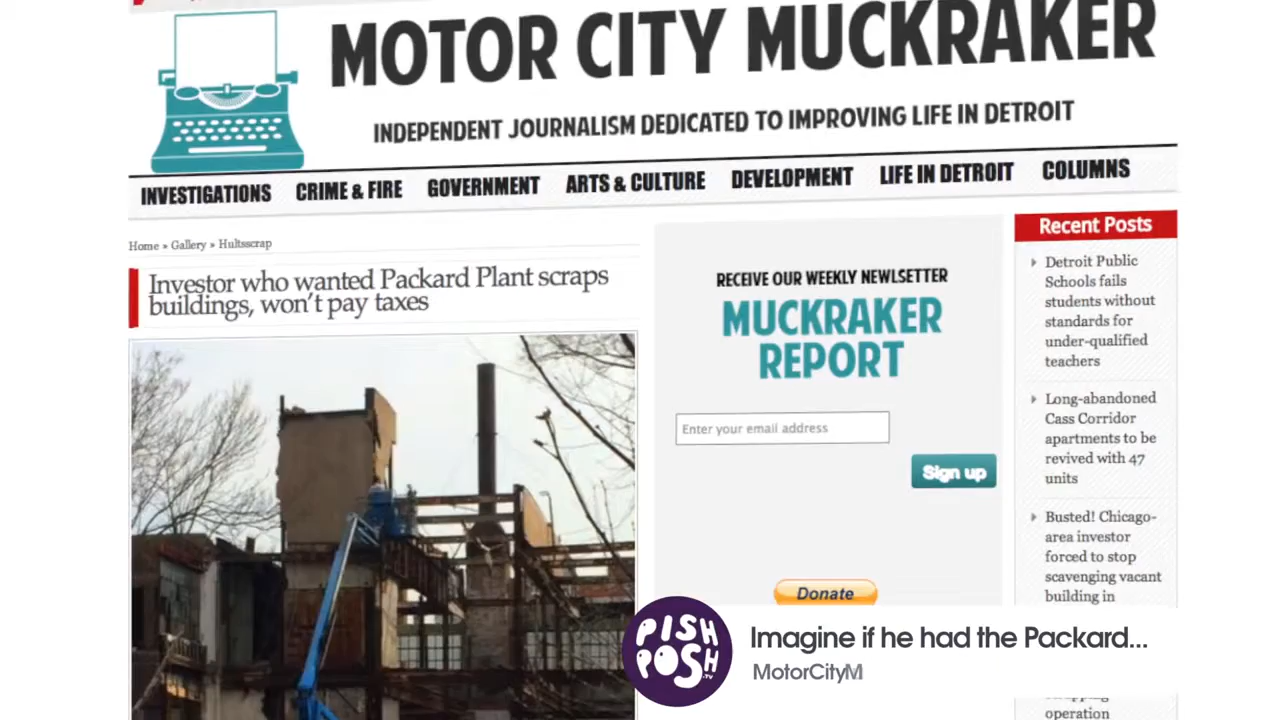 MOTOR CITY MUCKRAKER
INDEPENDENT JOURNALISM DEDICATED TO IMPROVING LIFE IN DETROIT
INVESTIGATIONS CRIME & FIRE GOVERNMENT ARTS & CULTURE DEVELOPMENT LIFE IN DETROIT COLUMNS
Home » Gallery » Hultsscrap
Investor who wanted Packard Plant scraps
buildings, won't pay taxes
RECEIVE OUR WEEKLY NEWLSETTER
MUCKRAKER
REPORT
Enter your email address
Sign up
Donate
Recent Posts
Detroit Public
Schools fails
students without
standards for
under-qualified
teachers
Long-abandoned
Cass Corridor
apartments to be
revived with 47
units
Busted! Chicago-
area investor
forced to stop
scavenging vacant
building in
operation
PISH
POSH
.TV
Imagine if he had the Packard...
MotorCityM